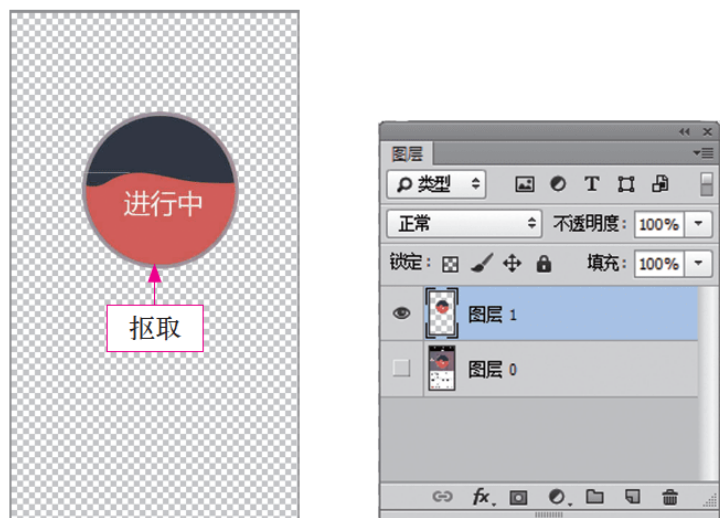 进行中
抠取
图层
类型
T
正常
不透明度: 100%
锁定:
填充: 100%
图层 1
图层 0
fx